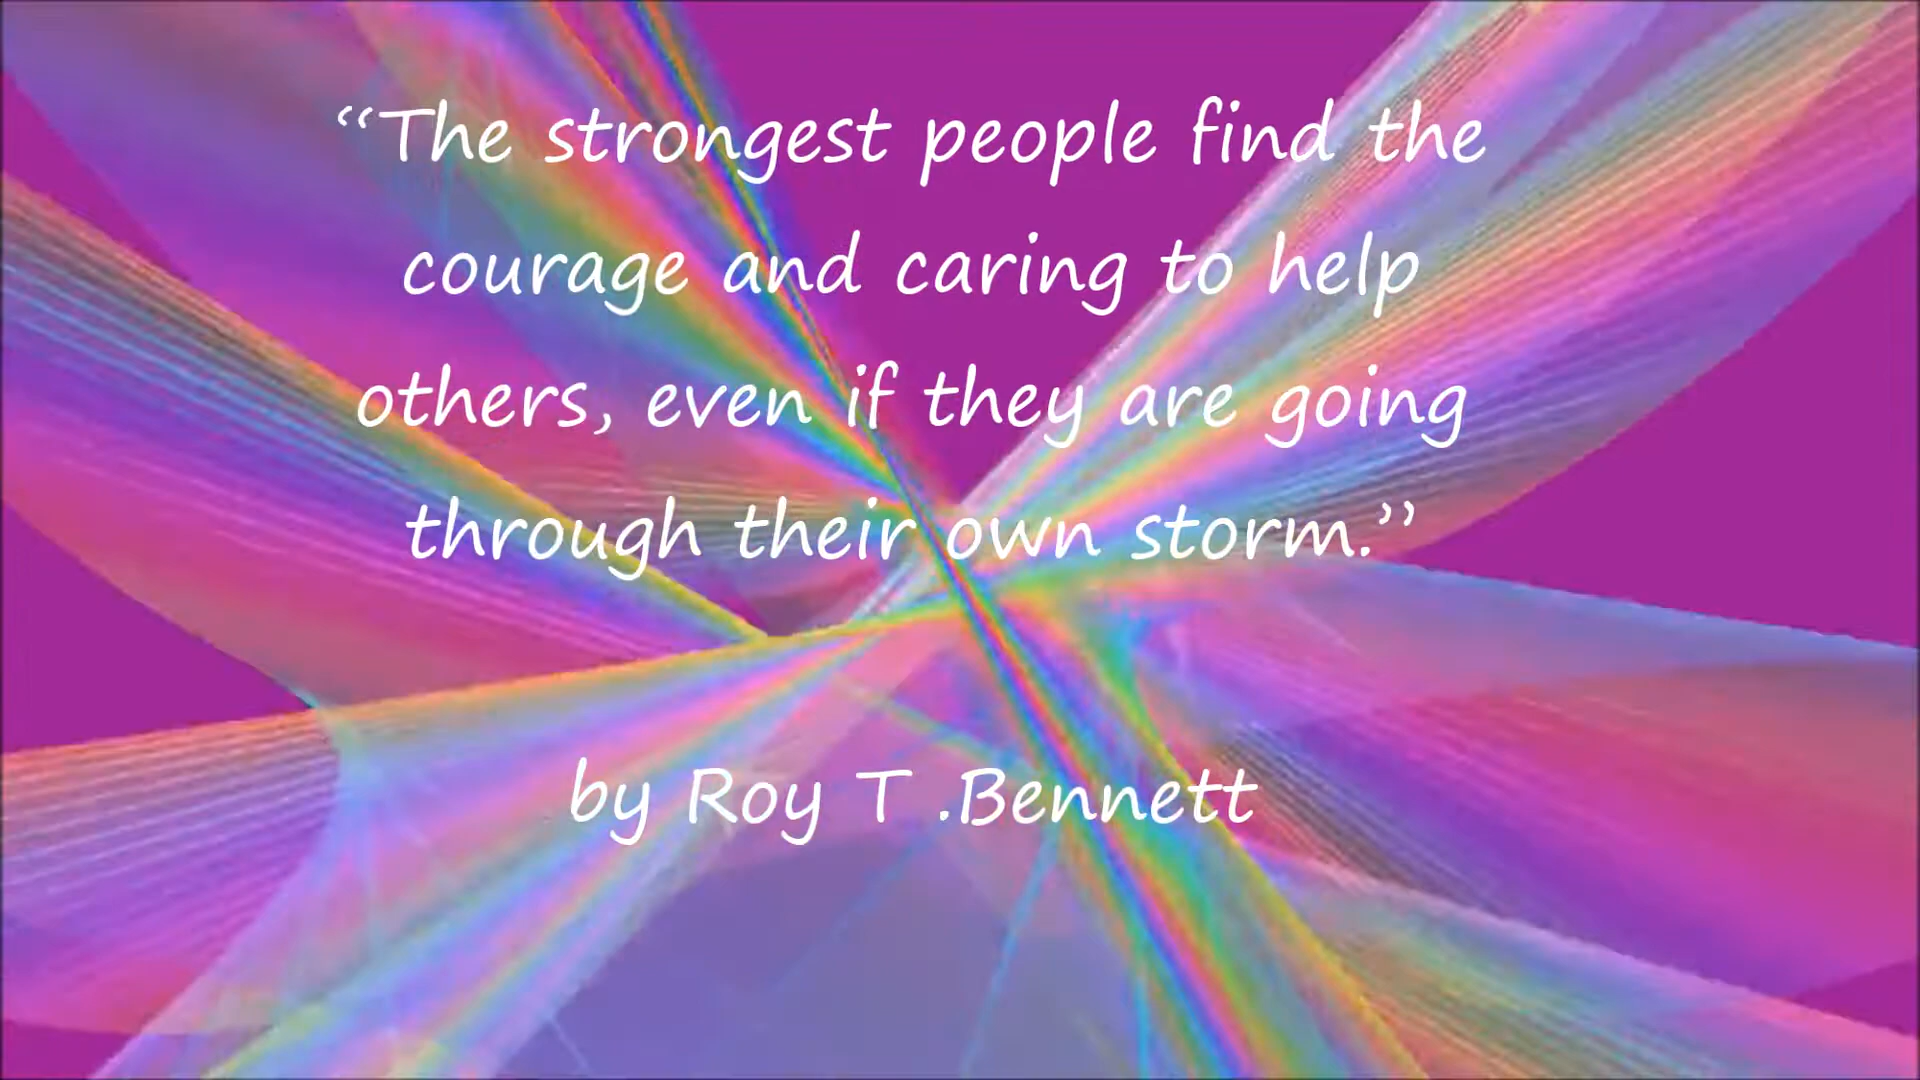 “The strongest people find the
courage and caring to help
others, even if they are going
through their own storm.”
by Roy T .Bennett